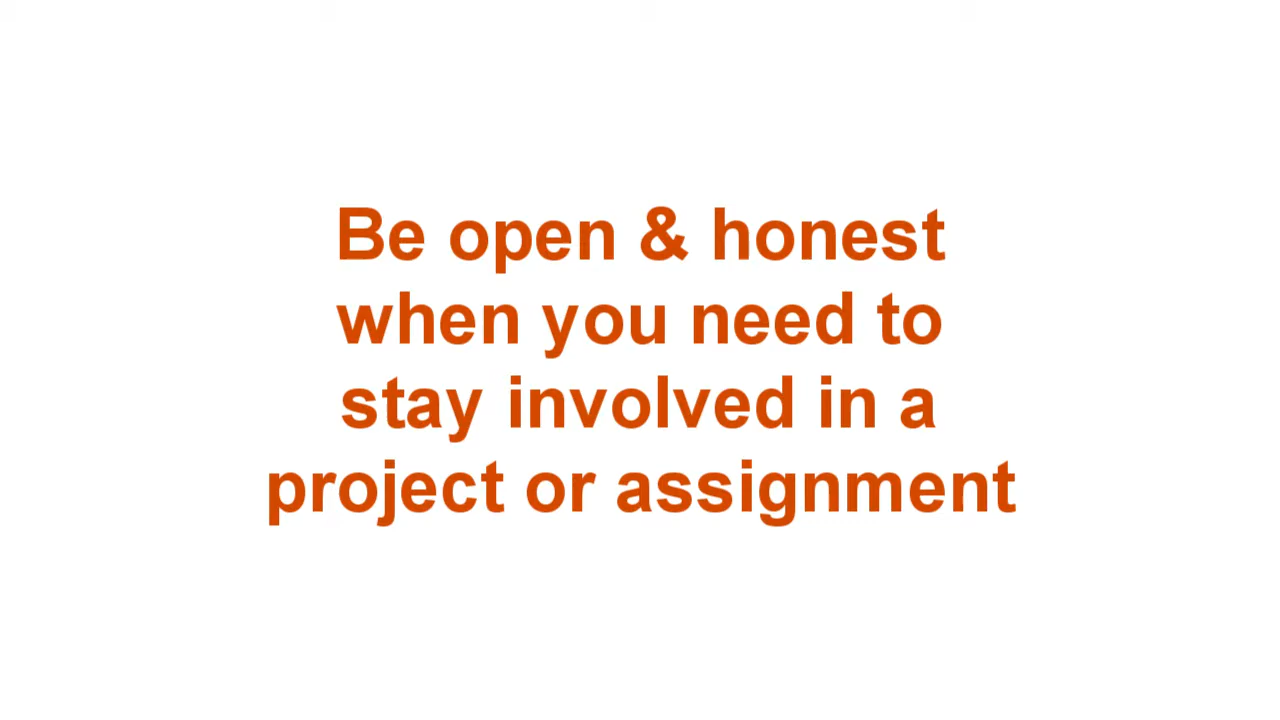 Be open & honest
when you need to
stay involved in a
project or assignment